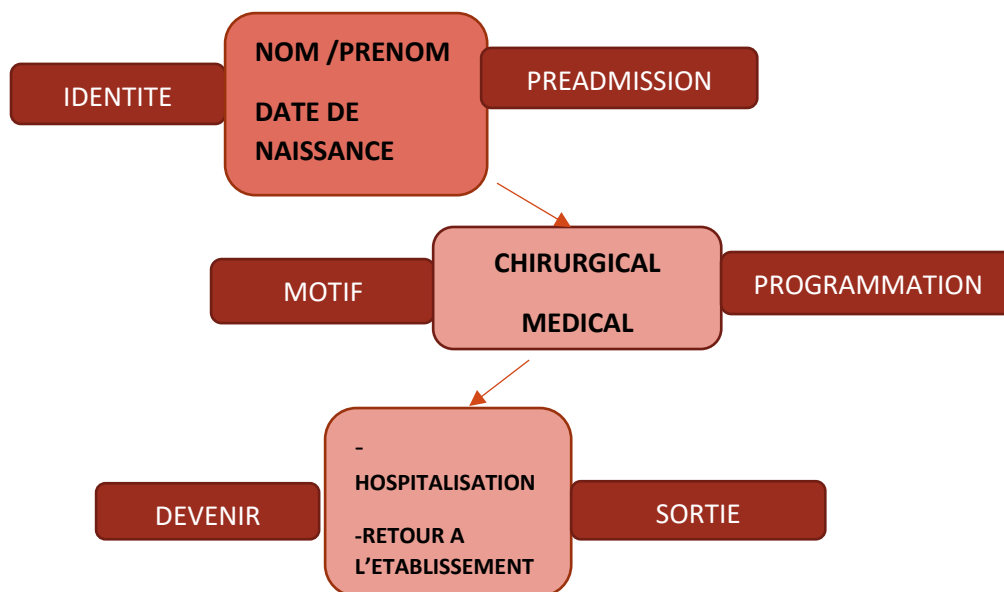 IDENTITE
NOM /PRENOM
DATE DE
NAISSANCE
PREADMISSION
MOTIF
CHIRURGICAL
MEDICAL
PROGRAMMATION
DEVENIR
-
HOSPITALISATION
-RETOUR A
L’ETABLISSEMENT
SORTIE